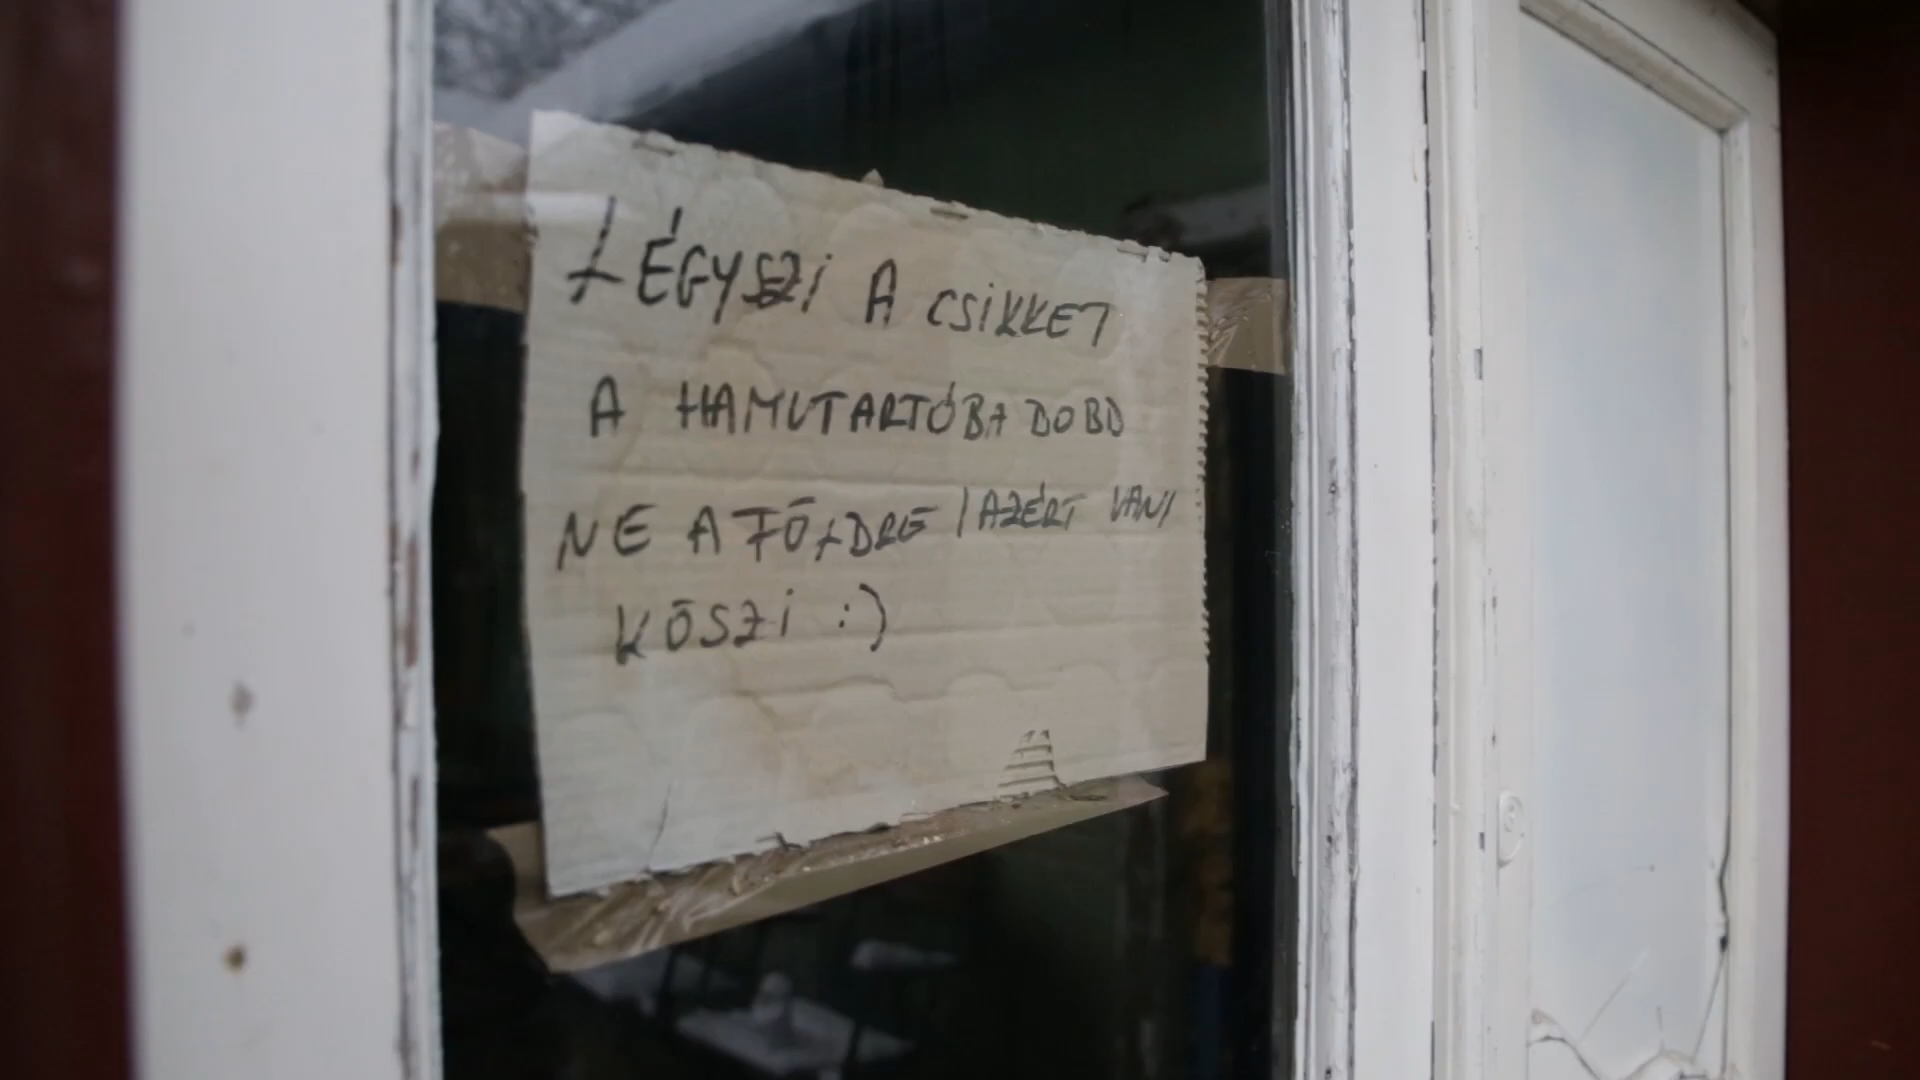 LÉGYSZI A CSIKKET
A HAMUTARTÓBA DOBD
NE A FÖLDRE /AZÉRT VAN/
KÖSZI :)